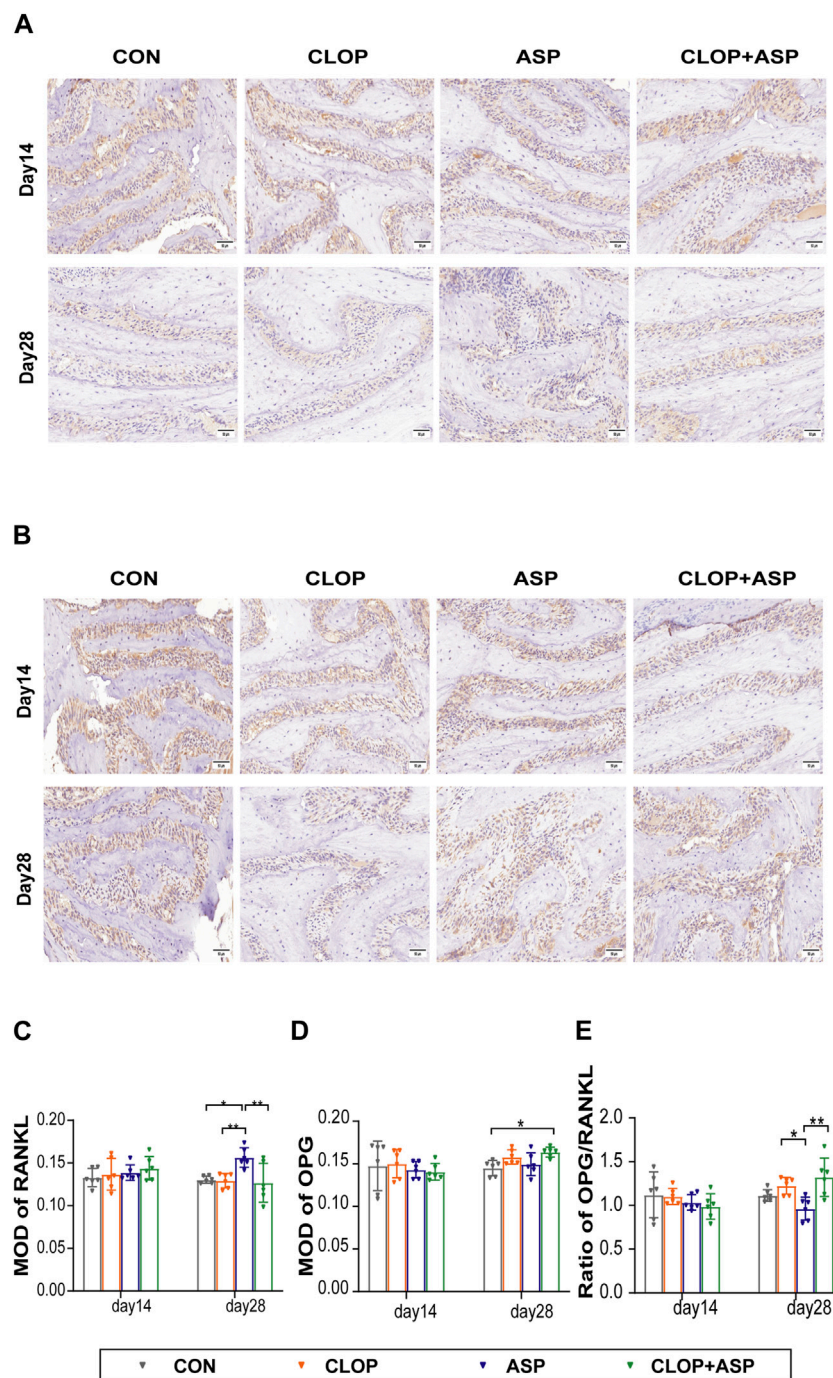 A
CON CLOP ASP CLOP+ASP
Day14
Day28
B
CON CLOP ASP CLOP+ASP
Day14
Day28
C
MOD of RANKL
0.20
0.15
0.10
0.05
0.00
* **
**
day14 day28
D
MOD of OPG
0.20
0.15
0.10
0.05
0.00
*
day14 day28
E
Ratio of OPG/RANKL
2.0
1.5
1.0
0.5
0.0
* **
day14 day28
CON CLOP ASP CLOP+ASP